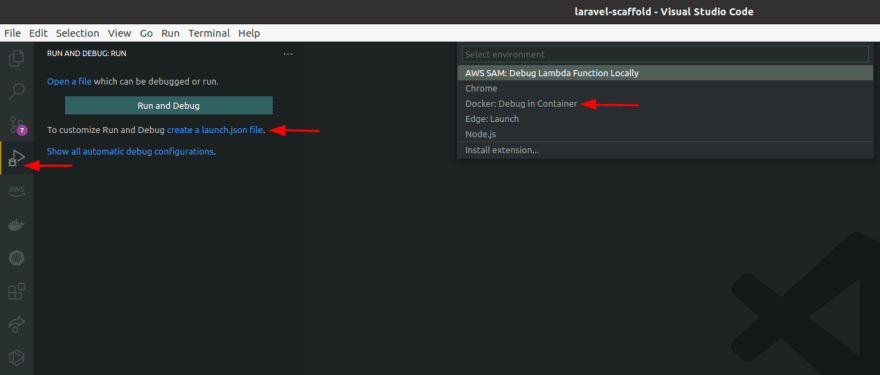 laravel-scaffold - Visual Studio Code
File Edit Selection View Go Run Terminal Help
RUN AND DEBUG: RUN ...
Open a file which can be debugged or run.
Run and Debug
To customize Run and Debug create a launch.json file.
Show all automatic debug configurations.
7
aws
Select environment
AWS SAM: Debug Lambda Function Locally
Chrome
Docker: Debug in Container
Edge: Launch
Node.js
Install extension...